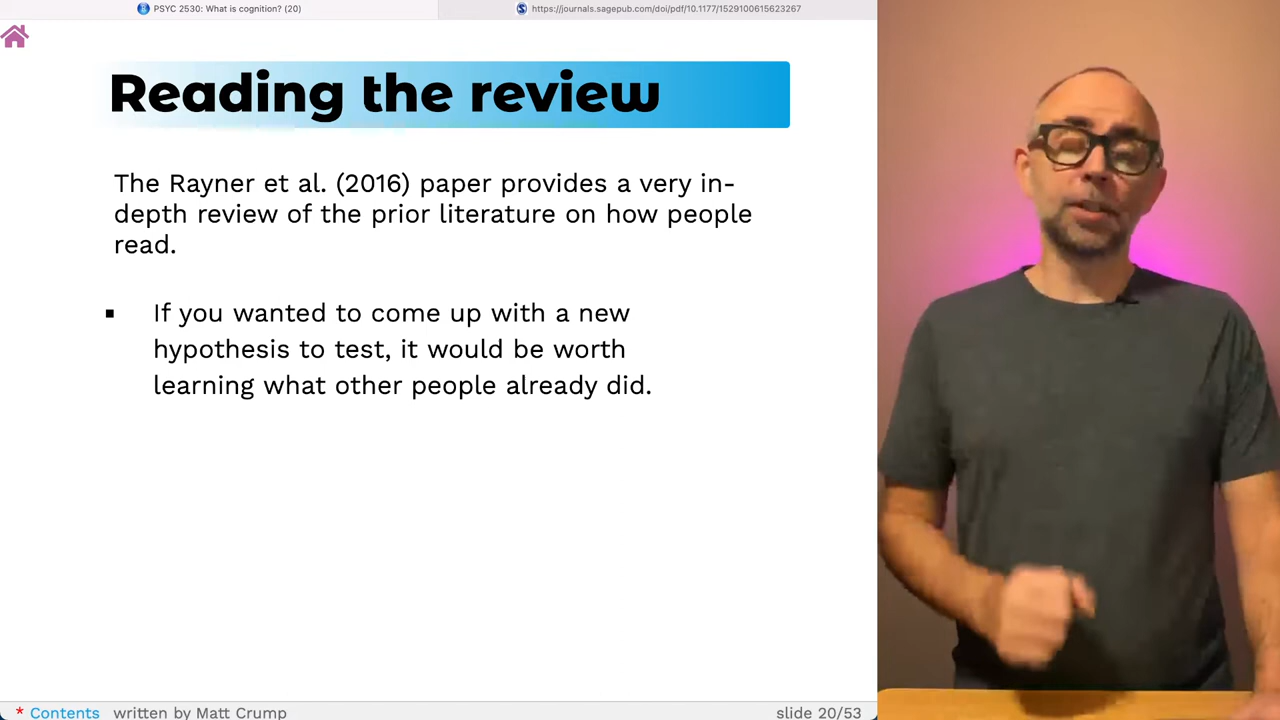 PSYC 2530: What is cognition? (20)
https://journals.sagepub.com/doi/pdf/10.1177/1529100615623267
Reading the review
The Rayner et al. (2016) paper provides a very in-
depth review of the prior literature on how people
read.
▪ If you wanted to come up with a new
hypothesis to test, it would be worth
learning what other people already did.
* Contents written by Matt Crump
slide 20/53